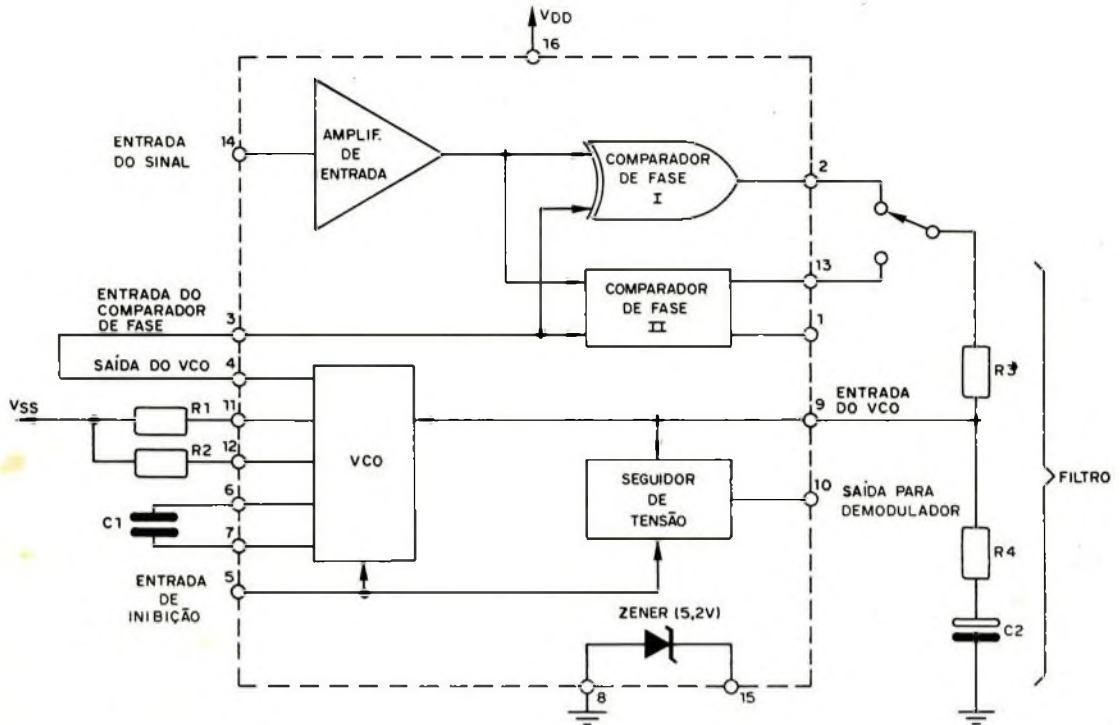 VDD
16
ENTRADA
DO SINAL
14
AMPLIF.
DE
ENTRADA
COMPARADOR
DE FASE
I
2
13
COMPARADOR
DE FASE
II
1
ENTRADA DO
COMPARADOR
DE FASE
3
SAÍDA DO VCO
4
VSS
R1
11
R2
12
VCO
6
C1
7
5
ENTRADA
DE
INIBIÇÃO
ENTRADA
DO VCO
9
SEGUIDOR
DE
TENSÃO
10
SAÍDA PARA
DEMODULADOR
R3*
FILTRO
R4
C2
ZENER (5,2V)
8
15